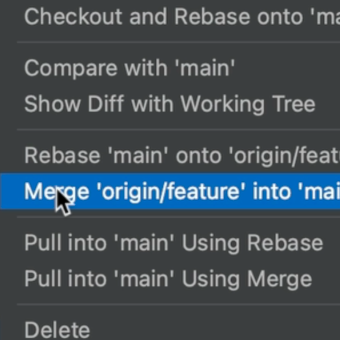 Checkout and Rebase onto 'ma
Compare with 'main'
Show Diff with Working Tree
Rebase 'main' onto 'origin/feat
Merge 'origin/feature' into 'mai
Pull into 'main' Using Rebase
Pull into 'main' Using Merge
Delete